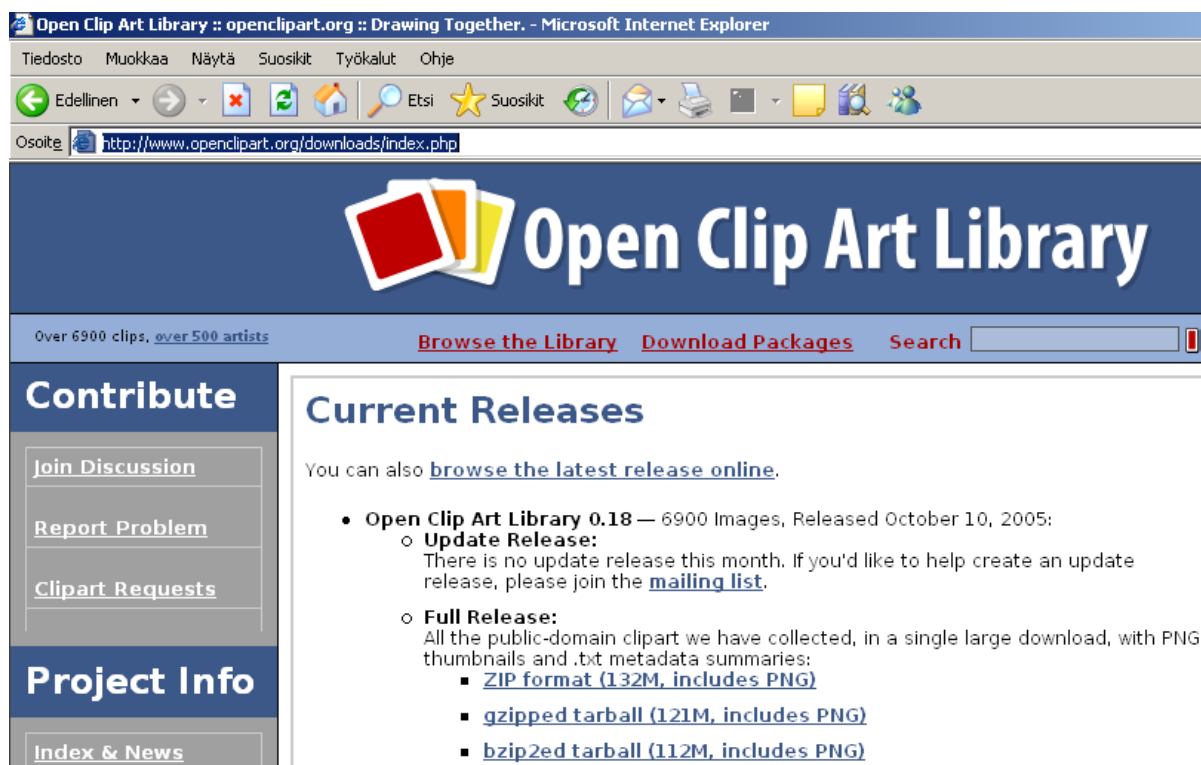 Open Clip Art Library :: openclipart.org :: Drawing Together. - Microsoft Internet Explorer
Tiedosto Muokkaa Näytä Suosikit Työkalut Ohje
Edellinen Etsi Suosikit
Osoite http://www.openclipart.org/downloads/index.php
Open Clip Art Library
Over 6900 clips, over 500 artists Browse the Library Download Packages Search
Contribute
Join Discussion
Report Problem
Clipart Requests
Project Info
Index & News
Current Releases
You can also browse the latest release online.
• Open Clip Art Library 0.18 — 6900 Images, Released October 10, 2005:
o Update Release:
There is no update release this month. If you'd like to help create an update
release, please join the mailing list.
o Full Release:
All the public-domain clipart we have collected, in a single large download, with PNG
thumbnails and .txt metadata summaries:
▪ ZIP format (132M, includes PNG)
▪ gzipped tarball (121M, includes PNG)
▪ bzip2ed tarball (112M, includes PNG)